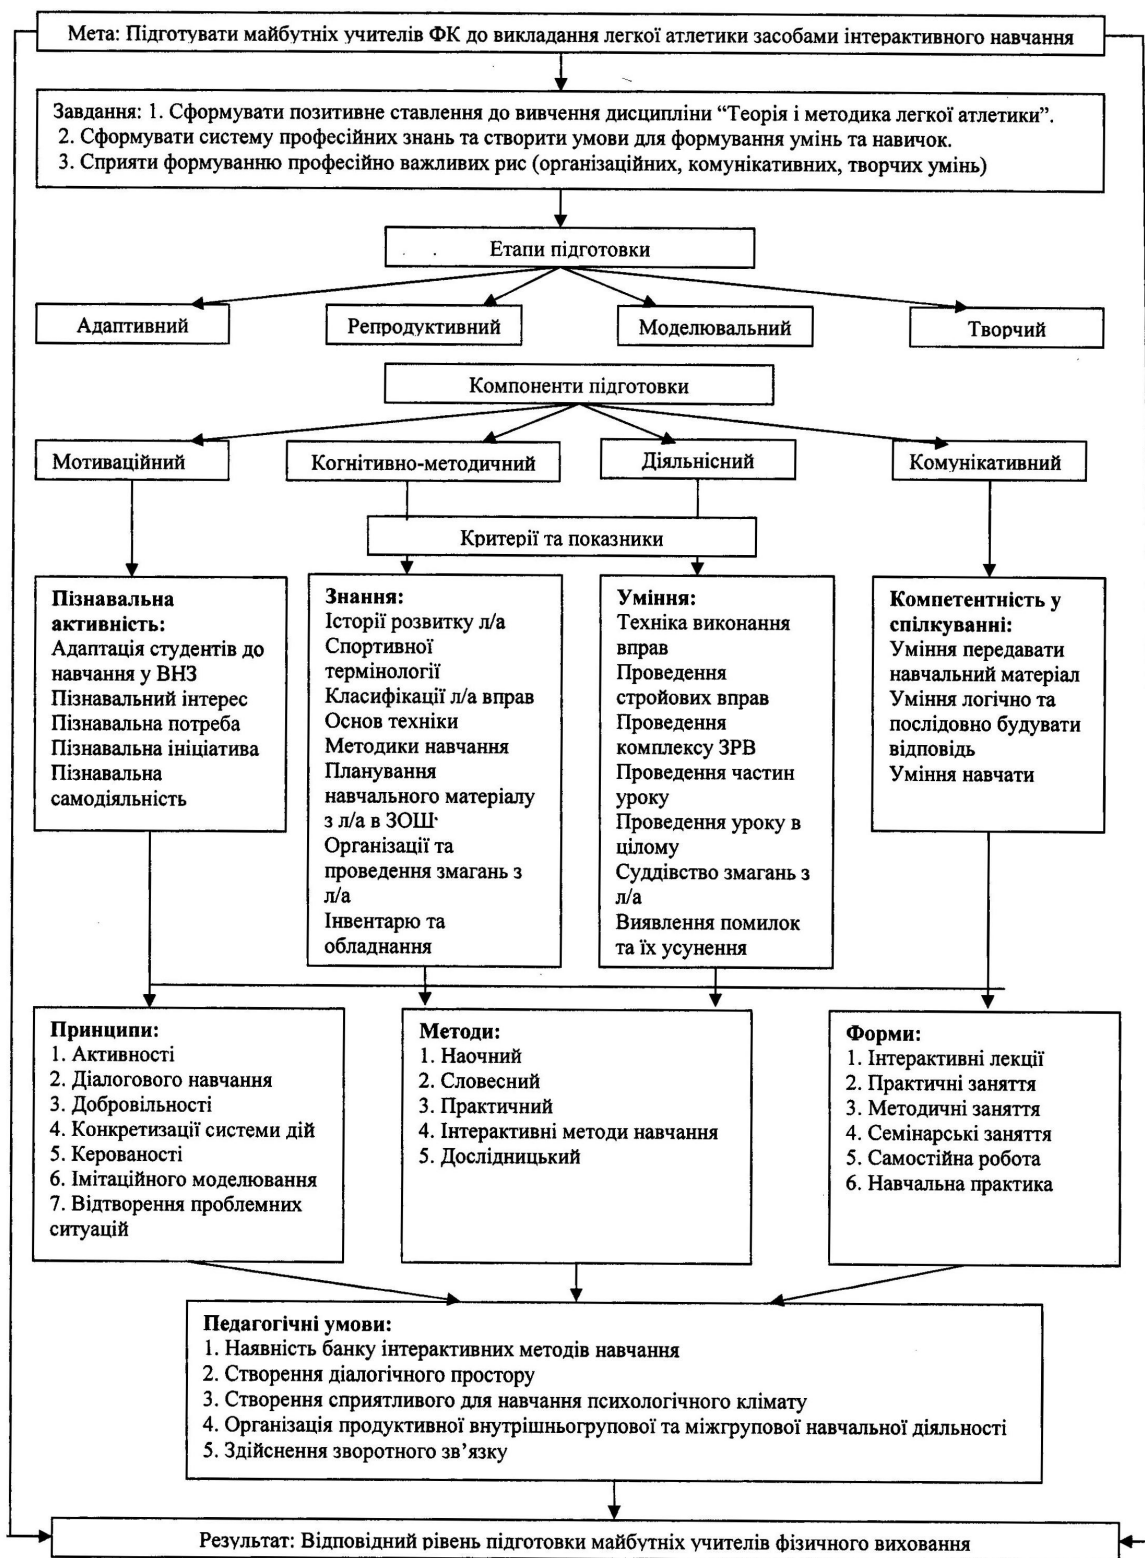 Мета: Підготувати майбутніх учителів ФК до викладання легкої атлетики засобами інтерактивного навчання
Завдання: 1. Сформувати позитивне ставлення до вивчення дисципліни “Теорія і методика легкої атлетики”.
2. Сформувати систему професійних знань та створити умови для формування умінь та навичок.
3. Сприяти формуванню професійно важливих рис (організаційних, комунікативних, творчих умінь)
Етапи підготовки
Адаптивний
Репродуктивний
Моделювальний
Творчий
Компоненти підготовки
Мотиваційний
Когнітивно-методичний
Діяльнісний
Комунікативний
Критерії та показники
Пізнавальна
активність:
Адаптація студентів до
навчання у ВНЗ
Пізнавальний інтерес
Пізнавальна потреба
Пізнавальна ініціатива
Пізнавальна
самодіяльність
Знання:
Історії розвитку л/а
Спортивної
термінології
Класифікації л/а вправ
Основ техніки
Методики навчання
Планування
навчального матеріалу
з л/а в ЗОШ
Організації та
проведення змагань з
л/а
Інвентарю та
обладнання
Уміння:
Техніка виконання
вправ
Проведення
стройових вправ
Проведення
комплексу ЗРВ
Проведення частин
уроку
Проведення уроку в
цілому
Суддівство змагань з
л/а
Виявлення помилок
та їх усунення
Компетентність у
спілкуванні:
Уміння передавати
навчальний матеріал
Уміння логічно та
послідовно будувати
відповідь
Уміння навчати
Принципи:
1. Активності
2. Діалогового навчання
3. Добровільності
4. Конкретизації системи дій
5. Керованості
6. Імітаційного моделювання
7. Відтворення проблемних
ситуацій
Методи:
1. Наочний
2. Словесний
3. Практичний
4. Інтерактивні методи навчання
5. Дослідницький
Форми:
1. Інтерактивні лекції
2. Практичні заняття
3. Методичні заняття
4. Семінарські заняття
5. Самостійна робота
6. Навчальна практика
Педагогічні умови:
1. Наявність банку інтерактивних методів навчання
2. Створення діалогічного простору
3. Створення сприятливого для навчання психологічного клімату
4. Організація продуктивної внутрішньогрупової та міжгрупової навчальної діяльності
5. Здійснення зворотного зв’язку
Результат: Відповідний рівень підготовки майбутніх учителів фізичного виховання